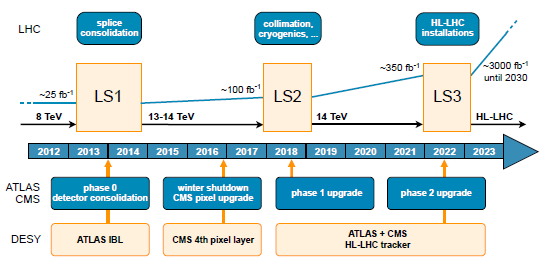 LHC
splice
consolidation
collimation,
cryogenics, ...
HL-LHC
installations
~25 fb-1
LS1
~100 fb-1
LS2
~350 fb-1
LS3
~3000 fb-1
until 2030
8 TeV
13-14 TeV
14 TeV
HL-LHC
2012 2013 2014 2015 2016 2017 2018 2019 2020 2021 2022 2023
ATLAS
CMS
phase 0
detector consolidation
winter shutdown
CMS pixel upgrade
phase 1 upgrade
phase 2 upgrade
DESY
ATLAS IBL
CMS 4th pixel layer
ATLAS + CMS
HL-LHC tracker